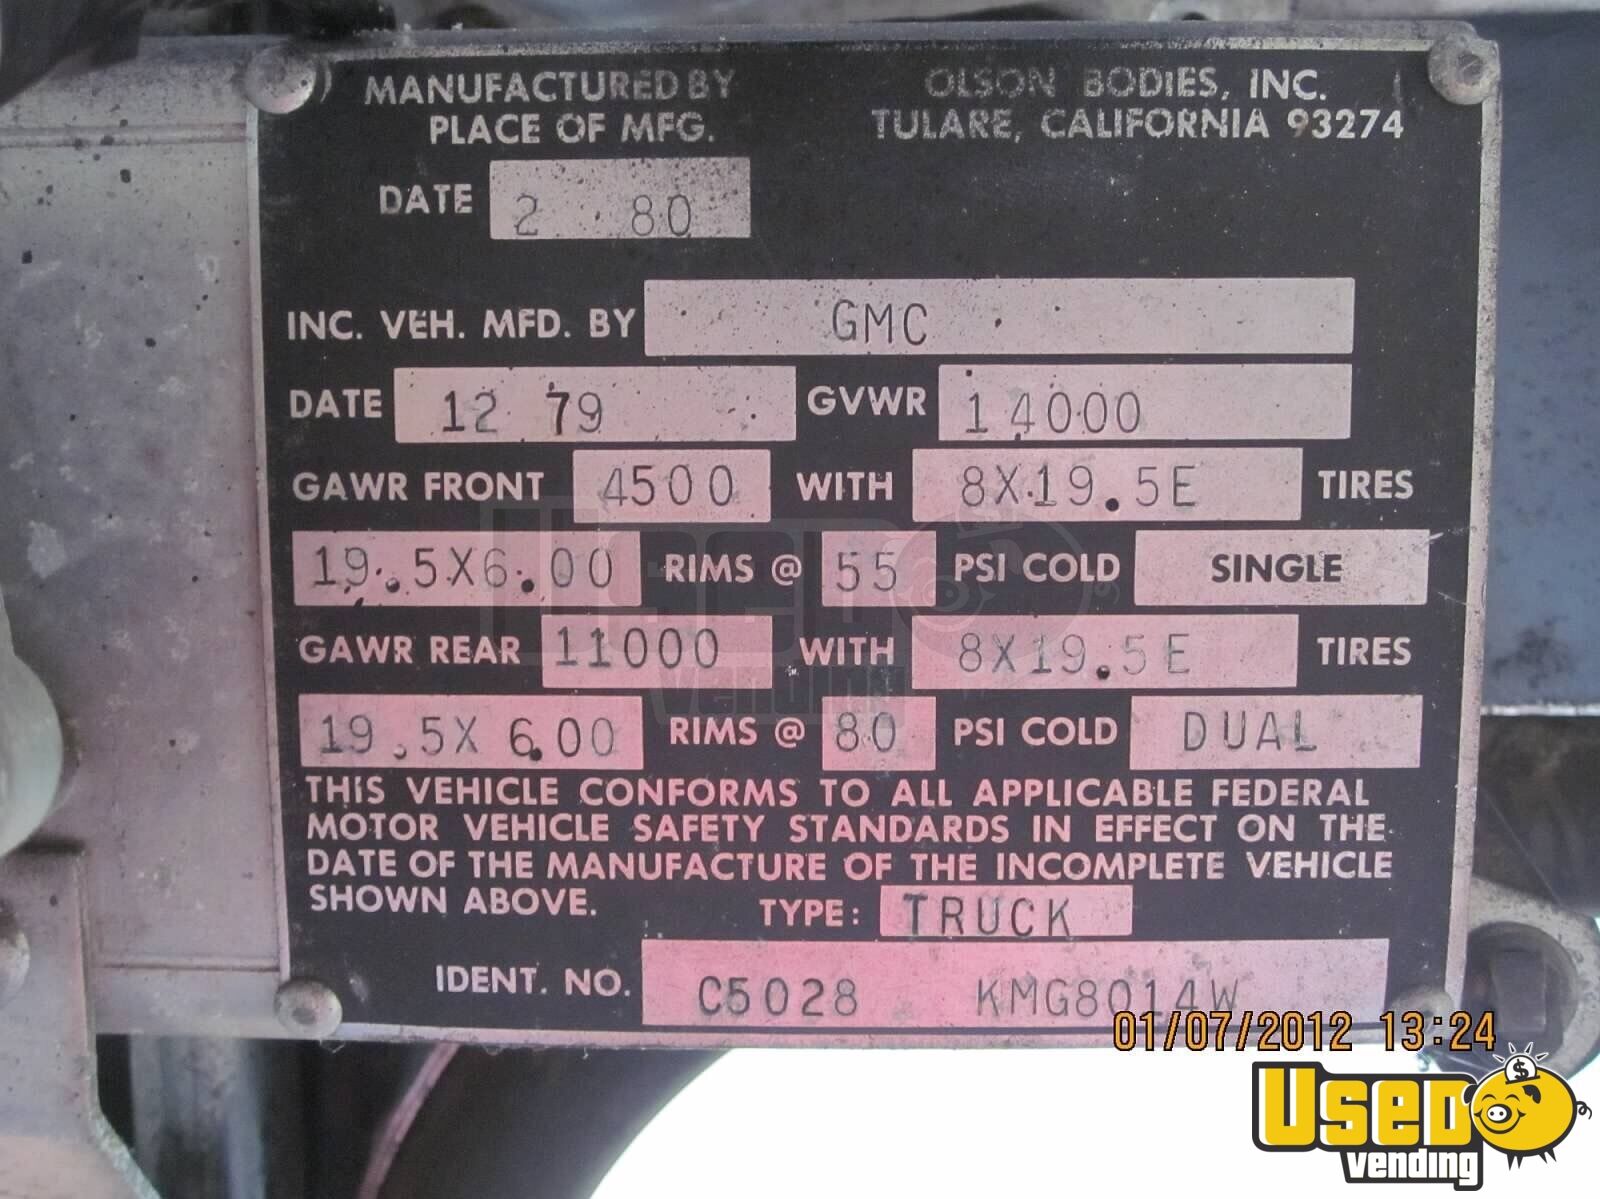 MANUFACTURED BY OLSON BODIES, INC.
PLACE OF MFG. TULARE, CALIFORNIA 93274
DATE 2 80
INC. VEH. MFD. BY GMC
DATE 12 79 GVWR 14000
GAWR FRONT 4500 WITH 8X19.5E TIRES
19.5X6.00 RIMS @ 55 PSI COLD SINGLE
GAWR REAR 11000 WITH 8X19.5E TIRES
19.5X 6.00 RIMS @ 80 PSI COLD DUAL
THIS VEHICLE CONFORMS TO ALL APPLICABLE FEDERAL
MOTOR VEHICLE SAFETY STANDARDS IN EFFECT ON THE
DATE OF THE MANUFACTURE OF THE INCOMPLETE VEHICLE
SHOWN ABOVE. TYPE: TRUCK
IDENT. NO. C5028 KMG8014W
01/07/2012 13:24
Used
Vending
Used
Vending